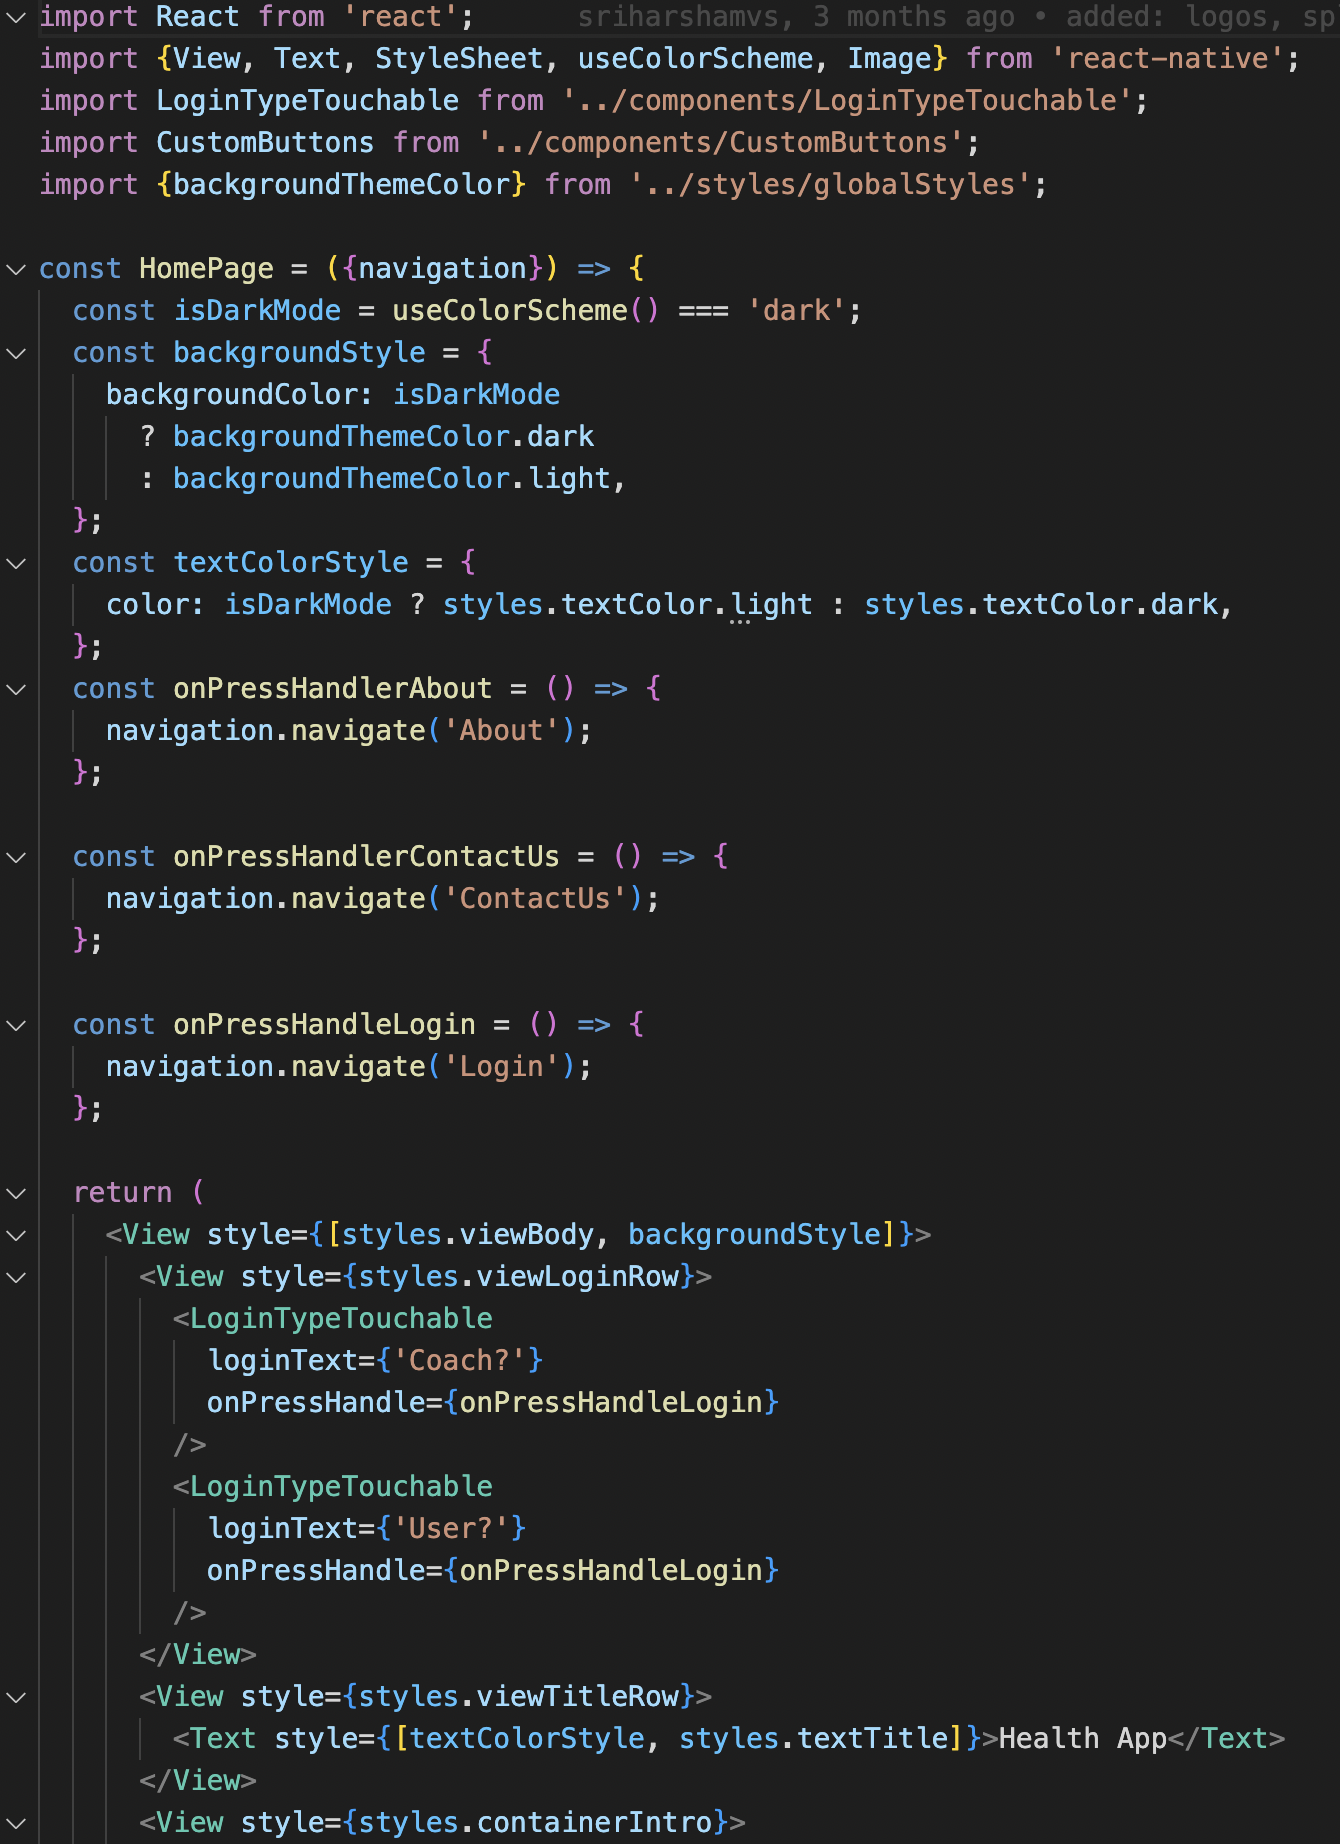 import React from 'react';    sriharshamvs, 3 months ago • added: logos, sp
import {View, Text, StyleSheet, useColorScheme, Image} from 'react-native';
import LoginTypeTouchable from '../components/LoginTypeTouchable';
import CustomButtons from '../components/CustomButtons';
import {backgroundThemeColor} from '../styles/globalStyles';

const HomePage = ({navigation}) => {
  const isDarkMode = useColorScheme() === 'dark';
  const backgroundStyle = {
    backgroundColor: isDarkMode
      ? backgroundThemeColor.dark
      : backgroundThemeColor.light,
  };
  const textColorStyle = {
    color: isDarkMode ? styles.textColor.light : styles.textColor.dark,
  };
  const onPressHandlerAbout = () => {
    navigation.navigate('About');
  };

  const onPressHandlerContactUs = () => {
    navigation.navigate('ContactUs');
  };

  const onPressHandleLogin = () => {
    navigation.navigate('Login');
  };

  return (
    <View style={[styles.viewBody, backgroundStyle]}>
      <View style={styles.viewLoginRow}>
        <LoginTypeTouchable
          loginText={'Coach?'}
          onPressHandle={onPressHandleLogin}
        />
        <LoginTypeTouchable
          loginText={'User?'}
          onPressHandle={onPressHandleLogin}
        />
      </View>
      <View style={styles.viewTitleRow}>
        <Text style={[textColorStyle, styles.textTitle]}>Health App</Text>
      </View>
      <View style={styles.containerIntro}>